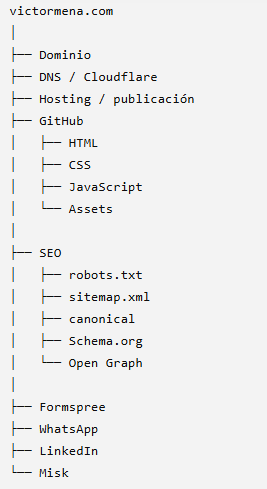 victormena.com
│
├── Dominio
├── DNS / Cloudflare
├── Hosting / publicación
├── GitHub
│   ├── HTML
│   ├── CSS
│   ├── JavaScript
│   └── Assets
│
├── SEO
│   ├── robots.txt
│   ├── sitemap.xml
│   ├── canonical
│   ├── Schema.org
│   └── Open Graph
│
├── Formspree
├── WhatsApp
├── LinkedIn
└── Misk